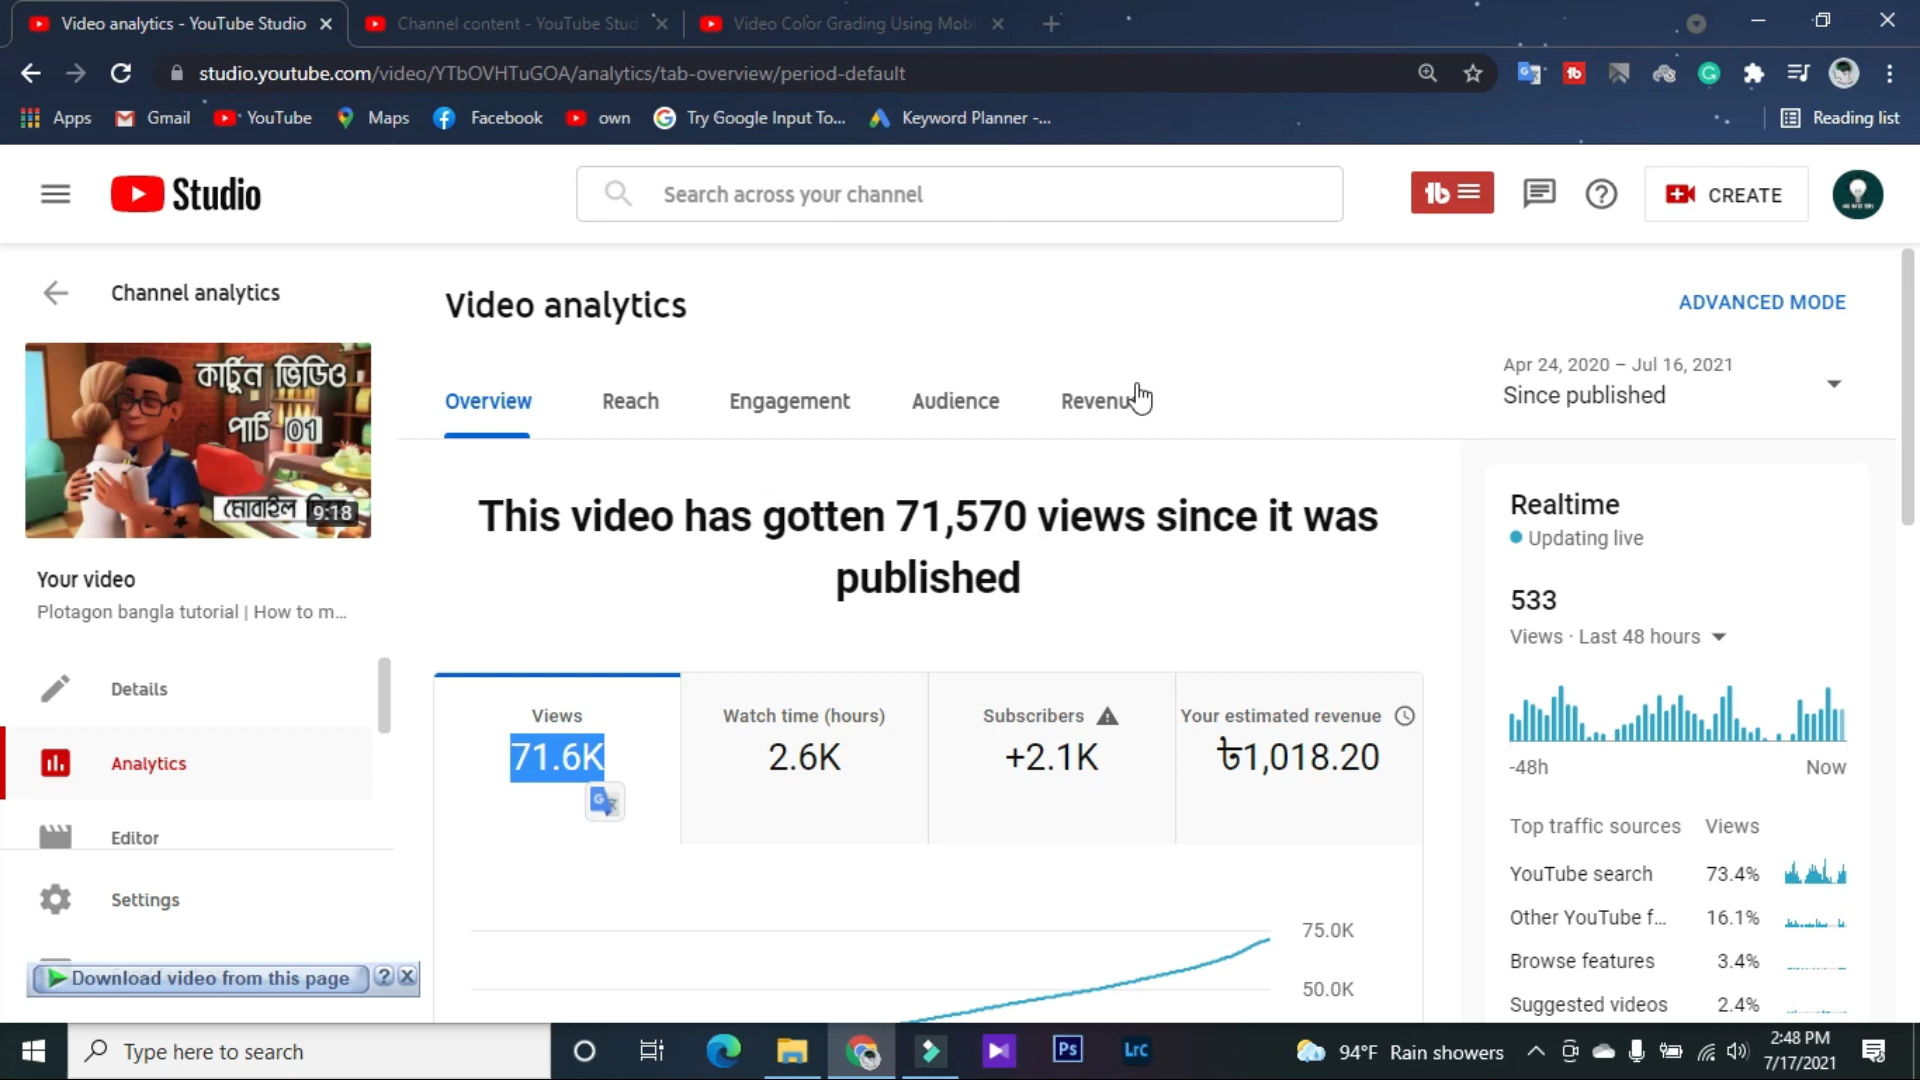 Video analytics - YouTube Studio
Channel content - YouTube Stud
Video Color Grading Using Mobi
studio.youtube.com/video/YTbOVHTuGOA/analytics/tab-overview/period-default
Apps
Gmail
YouTube
Maps
Facebook
own
Try Google Input To...
Keyword Planner -...
Reading list
Studio
Search across your channel
CREATE
Channel analytics
Video analytics
ADVANCED MODE
Apr 24, 2020 – Jul 16, 2021
Since published
Overview
Reach
Engagement
Audience
Revenu
কার্টুন ভিডিও
পার্ট 01
মোবাইল
9:18
This video has gotten 71,570 views since it was
published
Your video
Plotagon bangla tutorial | How to m...
Details
Analytics
Editor
Settings
Download video from this page
Views
71.6K
Watch time (hours)
2.6K
Subscribers
+2.1K
Your estimated revenue
৳1,018.20
75.0K
50.0K
Realtime
Updating live
533
Views · Last 48 hours
-48h
Now
Top traffic sources Views
YouTube search 73.4%
Other YouTube f... 16.1%
Browse features 3.4%
Suggested videos 2.4%
Type here to search
Ps
LrC
94°F Rain showers
2:48 PM
7/17/2021